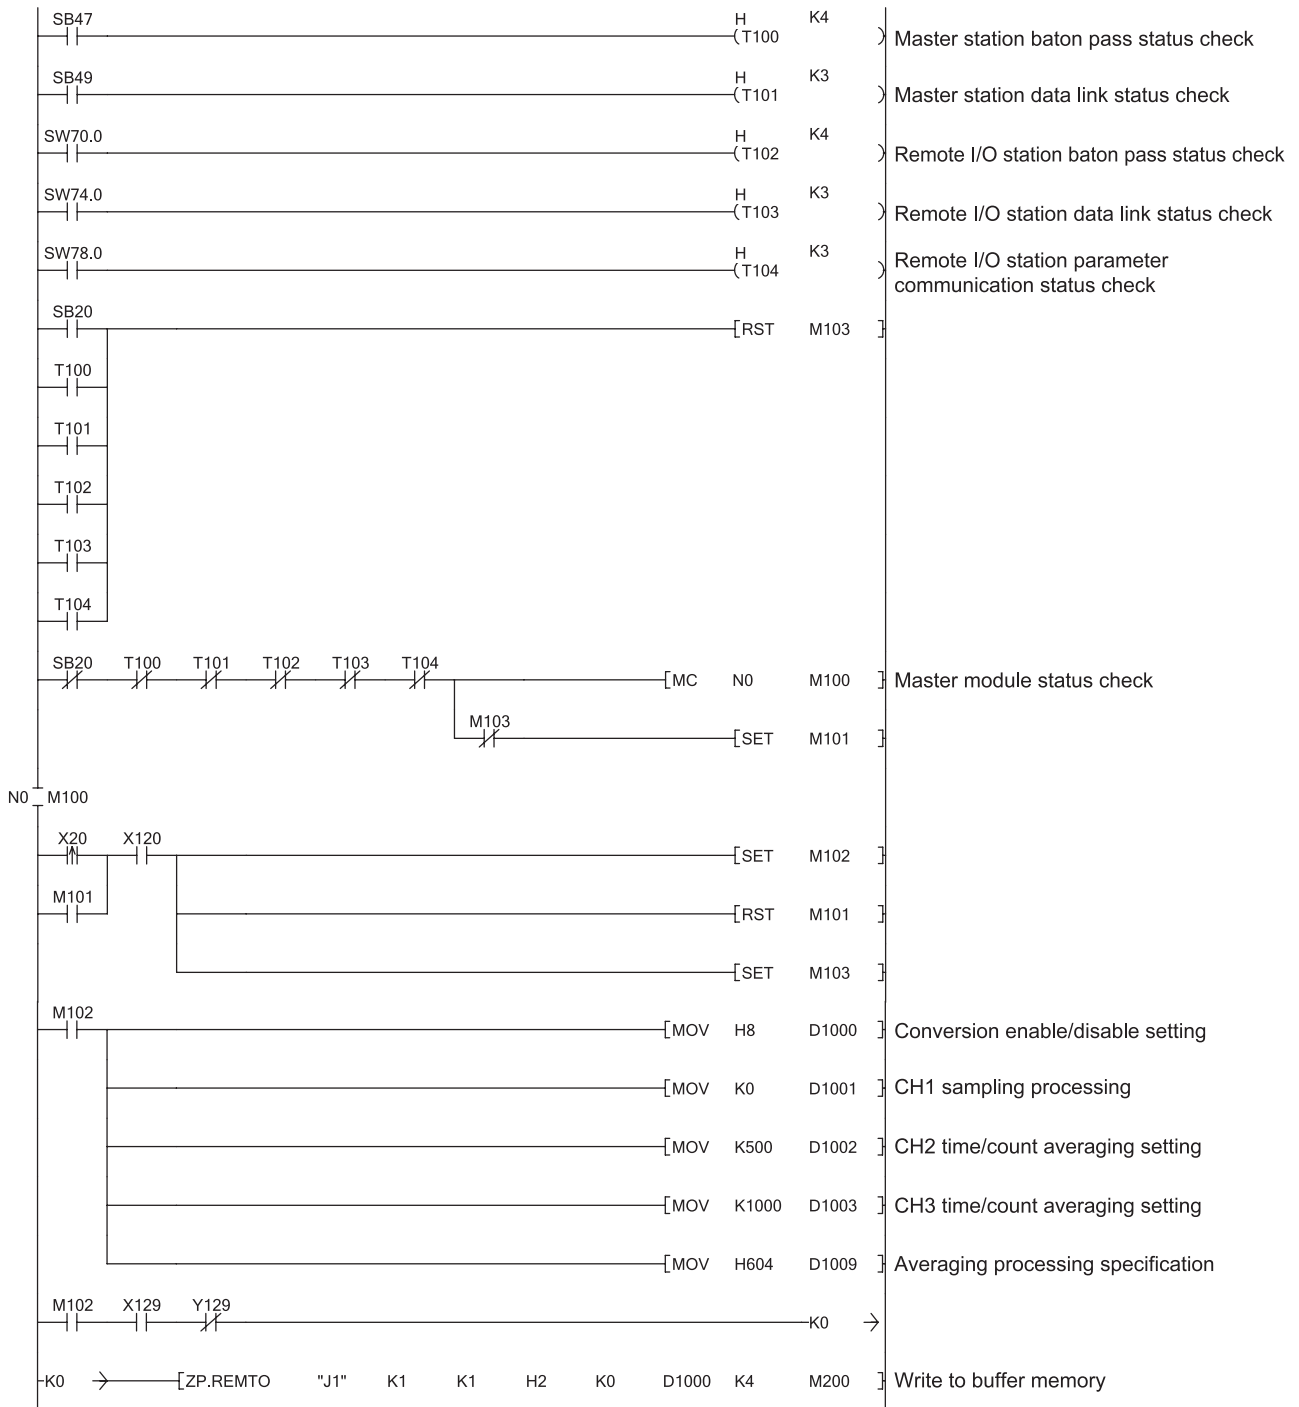 SB47
H K4
T100
Master station baton pass status check
SB49
H K3
T101
Master station data link status check
SW70.0
H K4
T102
Remote I/O station baton pass status check
SW74.0
H K3
T103
Remote I/O station data link status check
SW78.0
H K3
T104
Remote I/O station parameter
communication status check
SB20
RST M103
T100
T101
T102
T103
T104
SB20 T100 T101 T102 T103 T104
MC N0 M100
Master module status check
M103
SET M101
N0 M100
X20 X120
SET M102
M101
RST M101
SET M103
M102
MOV H8 D1000 Conversion enable/disable setting
MOV K0 D1001 CH1 sampling processing
MOV K500 D1002 CH2 time/count averaging setting
MOV K1000 D1003 CH3 time/count averaging setting
MOV H604 D1009 Averaging processing specification
M102 X129 Y129
K0
K0 ZP.REMTO "J1" K1 K1 H2 K0 D1000 K4 M200 Write to buffer memory